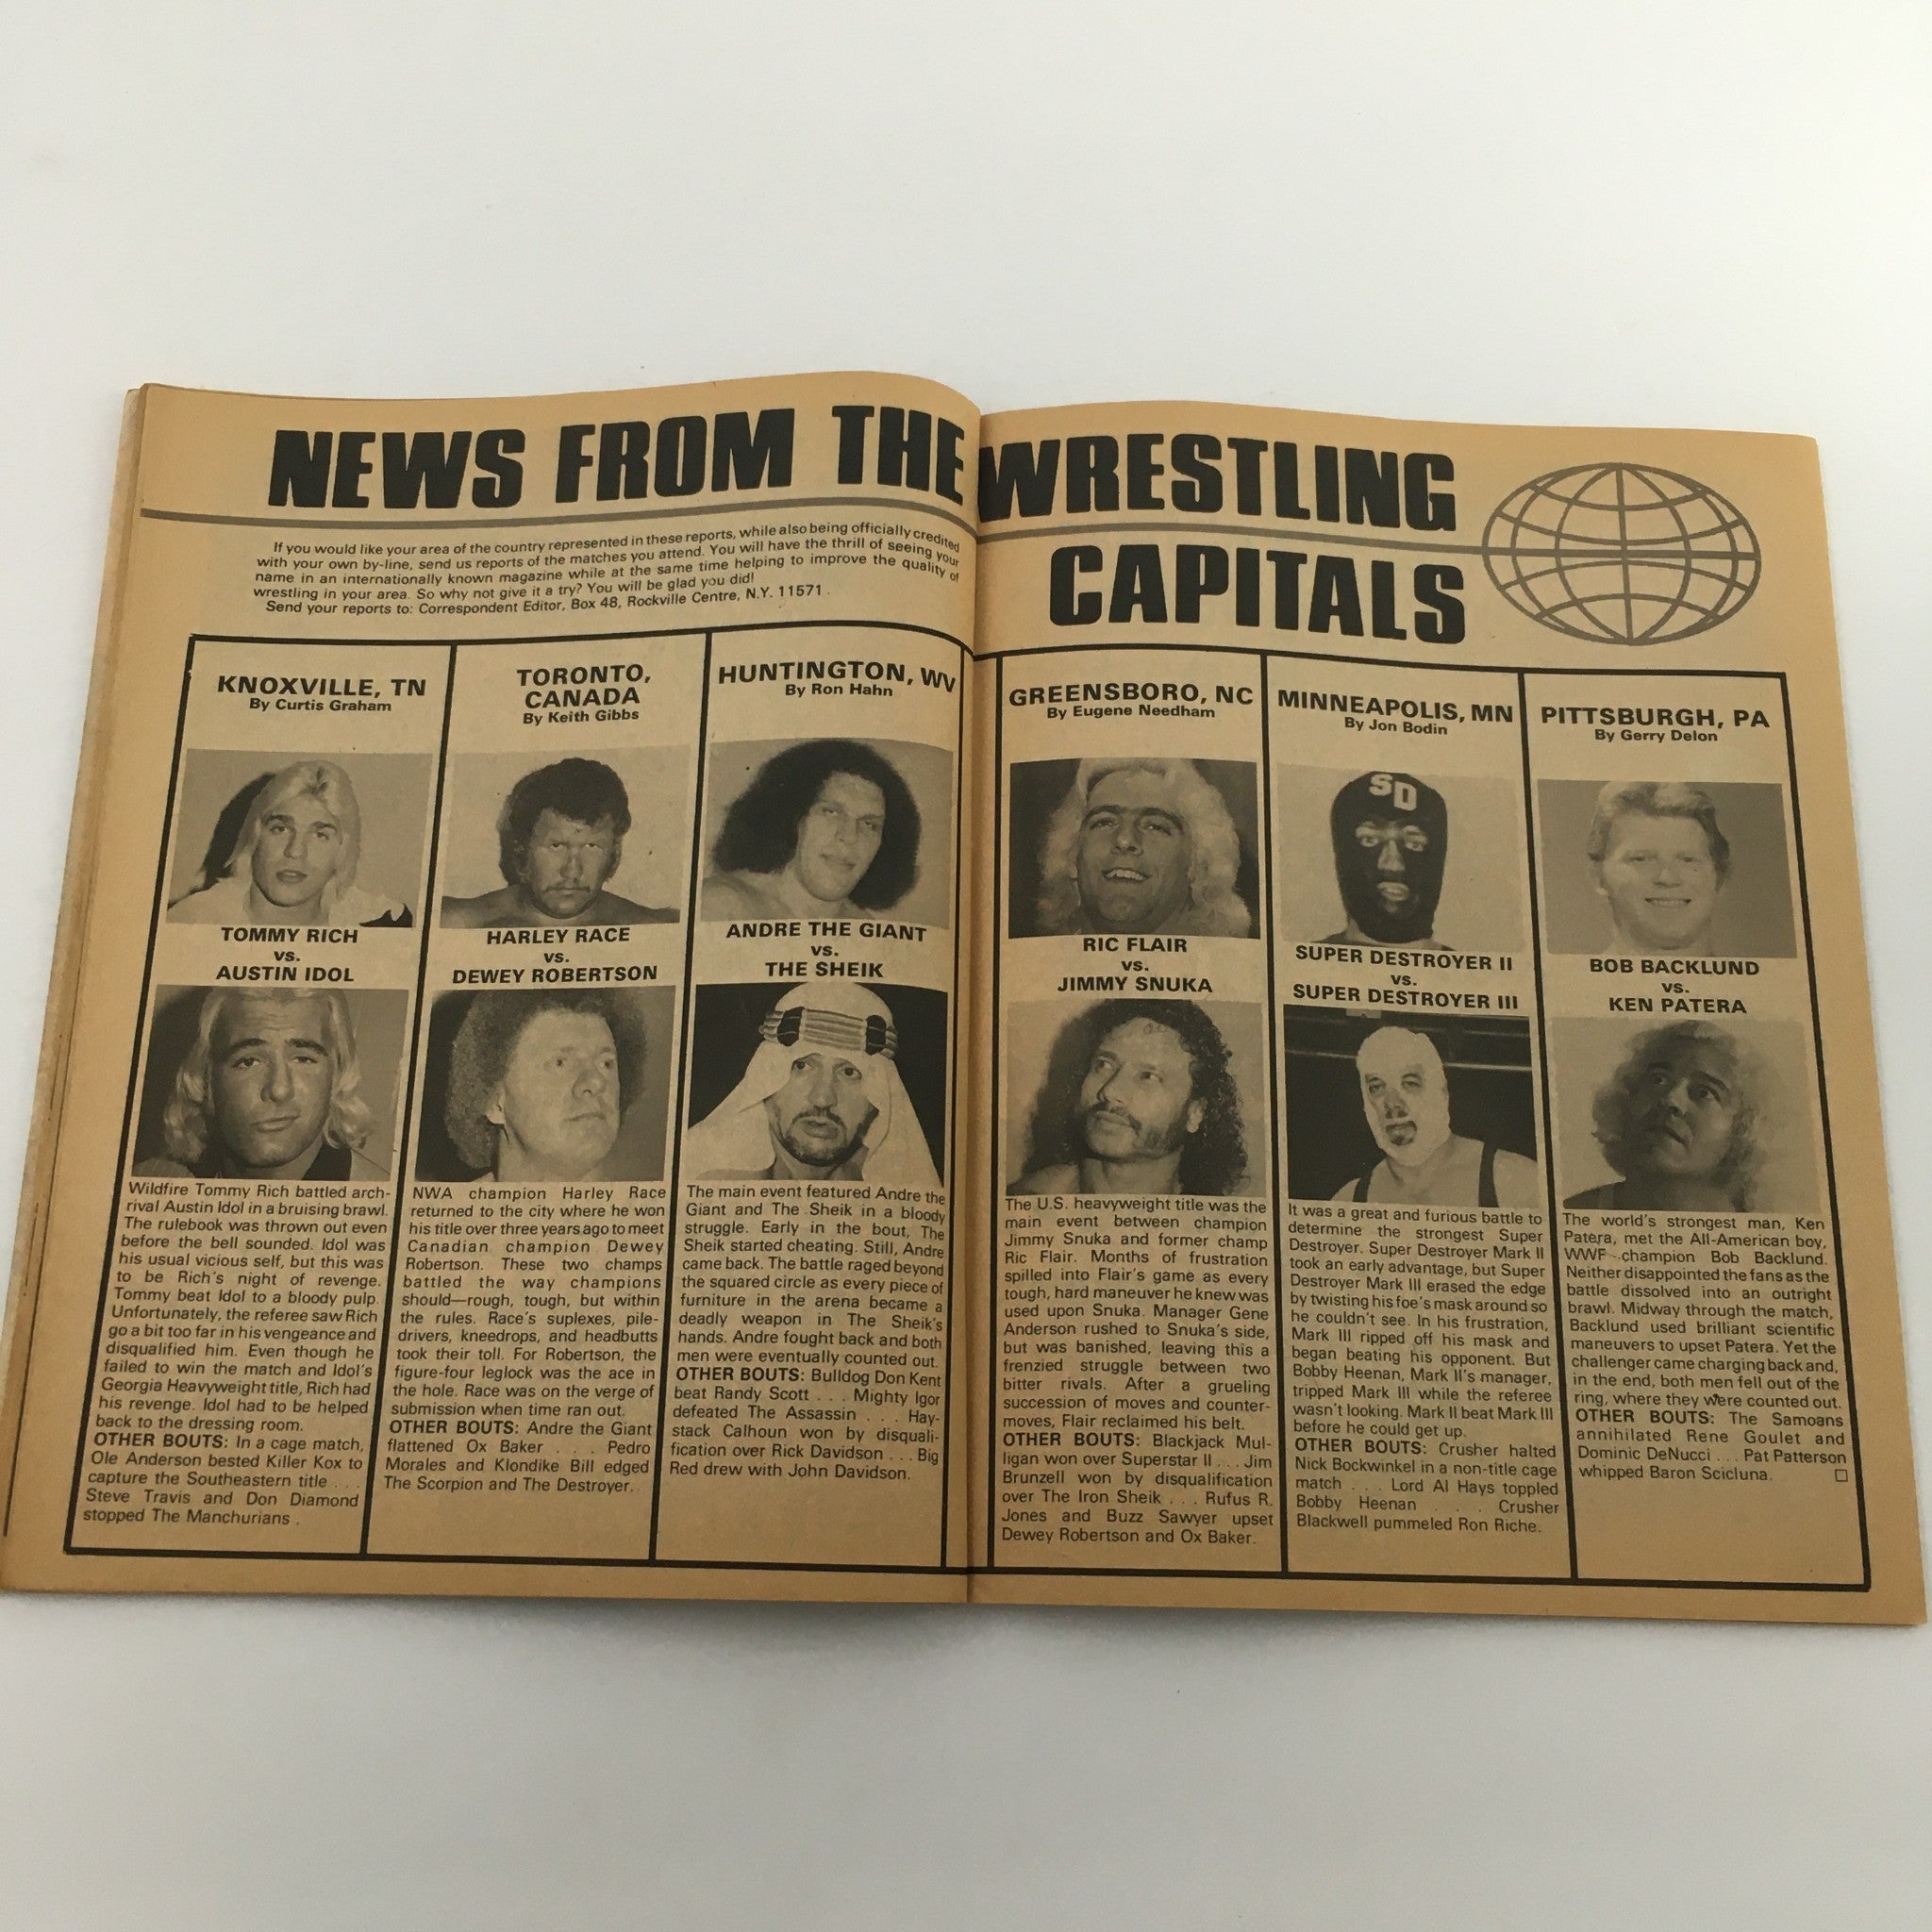 NEWS FROM THE WRESTLING
CAPITALS
If you would like your area of the country represented in these reports, while also being officially credited
with your own by-line, send us reports of the matches you attend. You will have the thrill of seeing your
name in an internationally known magazine while at the same time helping to improve the quality of
wrestling in your area. So why not give it a try? You will be glad you did!
Send your reports to: Correspondent Editor, Box 48, Rockville Centre, N.Y. 11571.
KNOXVILLE, TN
By Curtis Graham
TOMMY RICH
vs.
AUSTIN IDOL
Wildfire Tommy Rich battled arch-
rival Austin Idol in a bruising brawl.
The rulebook was thrown out even
before the bell sounded. Idol was
his usual vicious self, but this was
to be Rich's night of revenge.
Tommy beat Idol to a bloody pulp.
Unfortunately, the referee saw Rich
go a bit too far in his vengeance and
disqualified him. Even though he
failed to win the match and Idol's
Georgia Heavyweight title, Rich had
his revenge. Idol had to be helped
back to the dressing room.
OTHER BOUTS: In a cage match,
Ole Anderson bested Killer Kox to
capture the Southeastern title . . .
Steve Travis and Don Diamond
stopped The Manchurians .
TORONTO,
CANADA
By Keith Gibbs
HARLEY RACE
vs.
DEWEY ROBERTSON
NWA champion Harley Race
returned to the city where he won
his title over three years ago to meet
Canadian champion Dewey
Robertson. These two champs
battled the way champions
should—rough, tough, but within
the rules. Race's suplexes, pile-
drivers, kneedrops, and headbutts
took their toll. For Robertson, the
figure-four leglock was the ace in
the hole. Race was on the verge of
submission when time ran out.
OTHER BOUTS: Andre the Giant
flattened Ox Baker . . . Pedro
Morales and Klondike Bill edged
The Scorpion and The Destroyer.
HUNTINGTON, WV
By Ron Hahn
ANDRE THE GIANT
vs.
THE SHEIK
The main event featured Andre the
Giant and The Sheik in a bloody
struggle. Early in the bout, The
Sheik started cheating. Still, Andre
came back. The battle raged beyond
the squared circle as every piece of
furniture in the arena became a
deadly weapon in The Sheik's
hands. Andre fought back and both
men were eventually counted out.
OTHER BOUTS: Bulldog Don Kent
beat Randy Scott . . . Mighty Igor
defeated The Assassin . . . Hay-
stack Calhoun won by disquali-
fication over Rick Davidson . . . Big
Red drew with John Davidson.
GREENSBORO, NC
By Eugene Needham
RIC FLAIR
vs.
JIMMY SNUKA
The U.S. heavyweight title was the
main event between champion
Jimmy Snuka and former champ
Ric Flair. Months of frustration
spilled into Flair's game as every
tough, hard maneuver he knew was
used upon Snuka. Manager Gene
Anderson rushed to Snuka's side,
but was banished, leaving this a
frenzied struggle between two
bitter rivals. After a grueling
succession of moves and counter-
moves, Flair reclaimed his belt.
OTHER BOUTS: Blackjack Mul-
ligan won over Superstar II . . . Jim
Brunzell won by disqualification
over The Iron Sheik . . . Rufus R.
Jones and Buzz Sawyer upset
Dewey Robertson and Ox Baker.
MINNEAPOLIS, MN
By Jon Bodin
SD
SUPER DESTROYER II
vs.
SUPER DESTROYER III
It was a great and furious battle to
determine the strongest Super
Destroyer. Super Destroyer Mark II
took an early advantage, but Super
Destroyer Mark III erased the edge
by twisting his foe's mask around so
he couldn't see. In his frustration,
Mark III ripped off his mask and
began beating his opponent. But
Bobby Heenan, Mark II's manager,
tripped Mark III while the referee
wasn't looking. Mark II beat Mark III
before he could get up.
OTHER BOUTS: Crusher halted
Nick Bockwinkel in a non-title cage
match . . . Lord Al Hays toppled
Bobby Heenan . . . Crusher
Blackwell pummeled Ron Riche.
PITTSBURGH, PA
By Gerry Delon
BOB BACKLUND
vs.
KEN PATERA
The world's strongest man, Ken
Patera, met the All-American boy,
WWF champion Bob Backlund.
Neither disappointed the fans as the
battle dissolved into an outright
brawl. Midway through the match,
Backlund used brilliant scientific
maneuvers to upset Patera. Yet the
challenger came charging back and,
in the end, both men fell out of the
ring, where they were counted out.
OTHER BOUTS: The Samoans
annihilated Rene Goulet and
Dominic DeNucci . . . Pat Patterson
whipped Baron Scicluna.